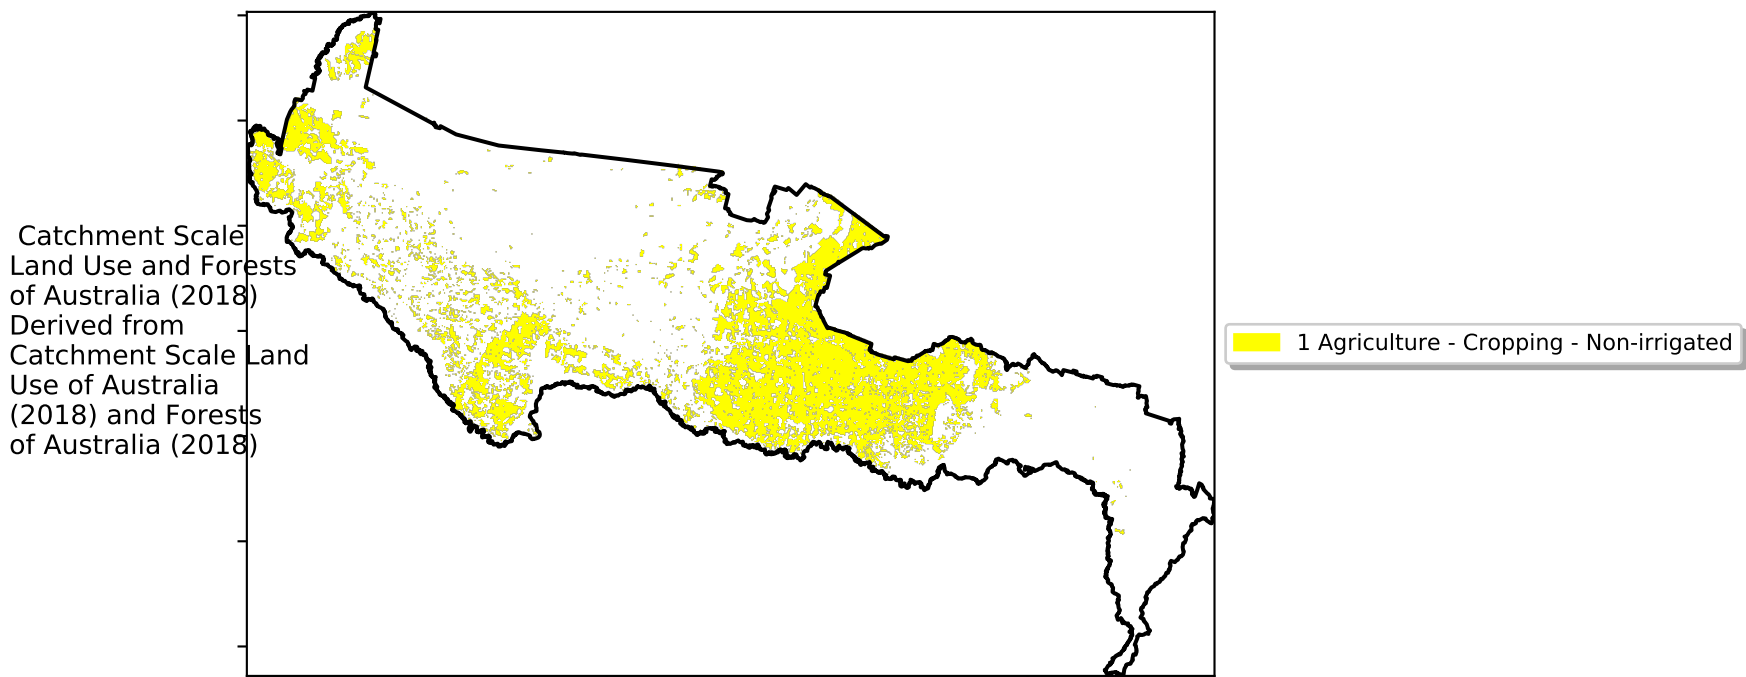 Catchment Scale
Land Use and Forests
of Australia (2018)
Derived from
Catchment Scale Land
Use of Australia
(2018) and Forests
of Australia (2018)
1 Agriculture - Cropping - Non-irrigated